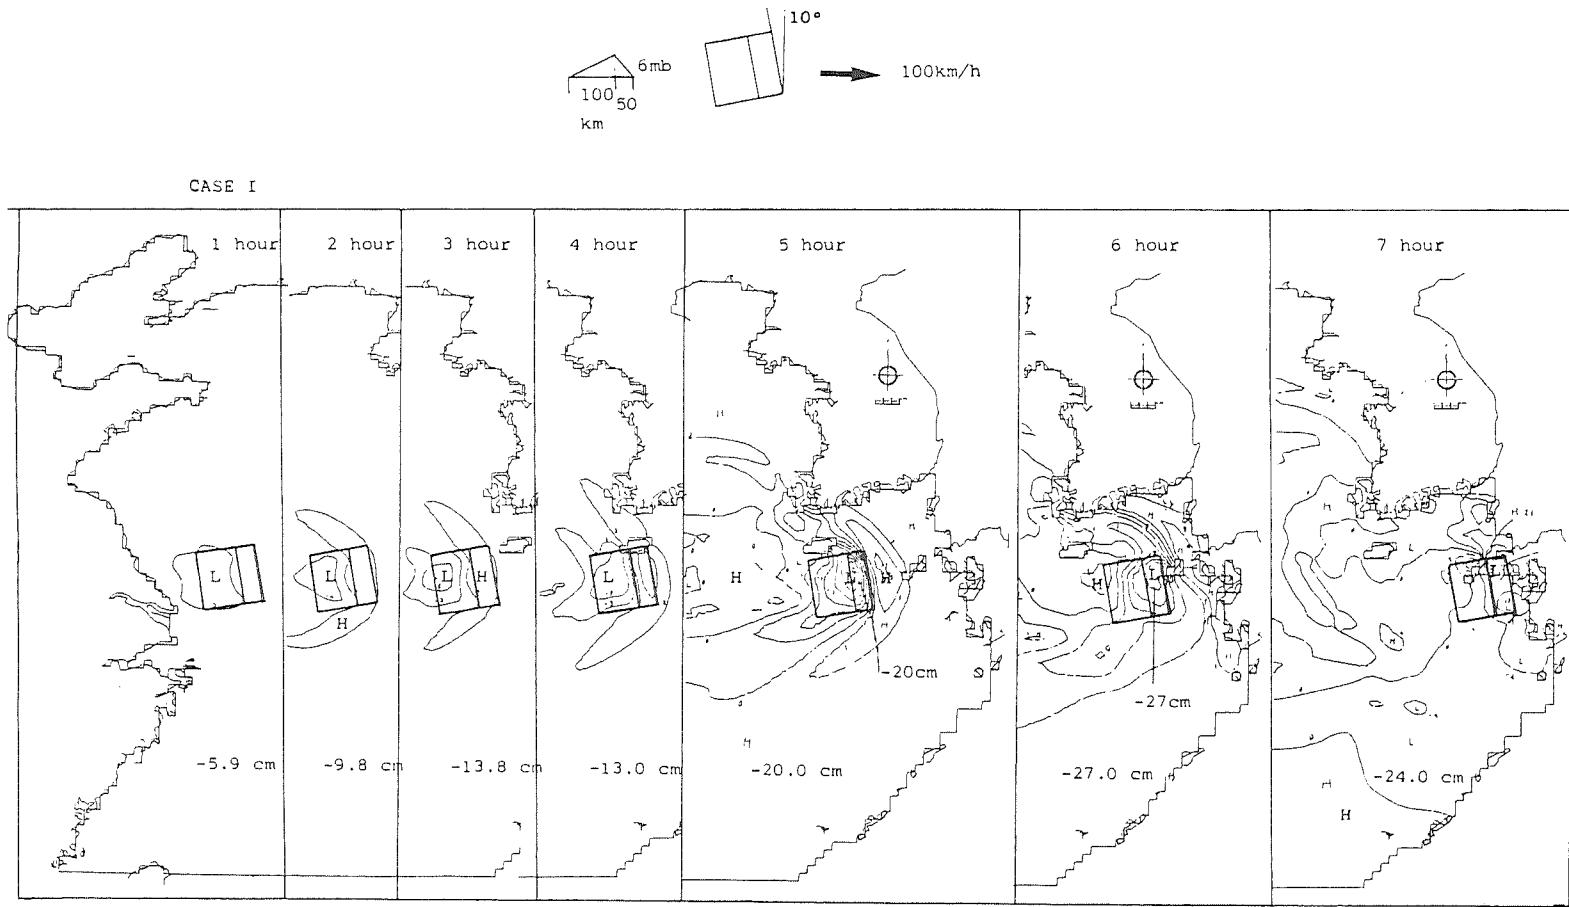 10°
6mb
100 50
km
100km/h
CASE I
1 hour
2 hour
3 hour
4 hour
5 hour
6 hour
7 hour
H
H
L
L
L
H
L
H
L
H
H
L
L
H
-20cm
-27cm
H
L
-5.9 cm
-9.8 cm
-13.8 cm
-13.0 cm
-20.0 cm
-27.0 cm
-24.0 cm
H
H